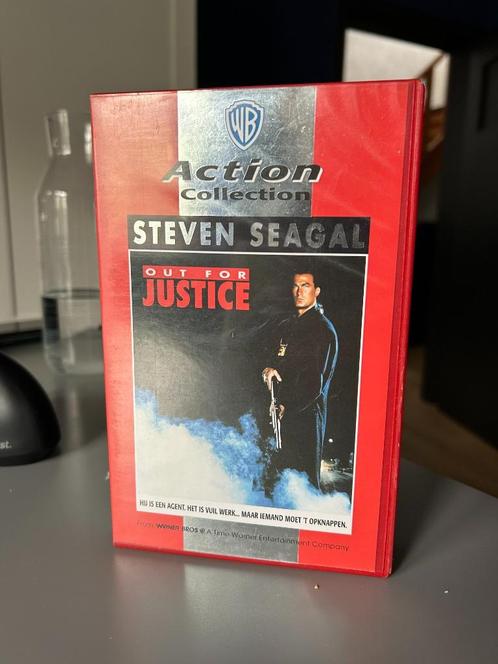 WB
Action
Collection
STEVEN SEAGAL
OUT FOR
JUSTICE
HIJ IS EEN AGENT. HET IS VUIL WERK... MAAR IEMAND MOET 'T OPKNAPPEN.
From WARNER BROS A Time Warner Entertainment Company
st.